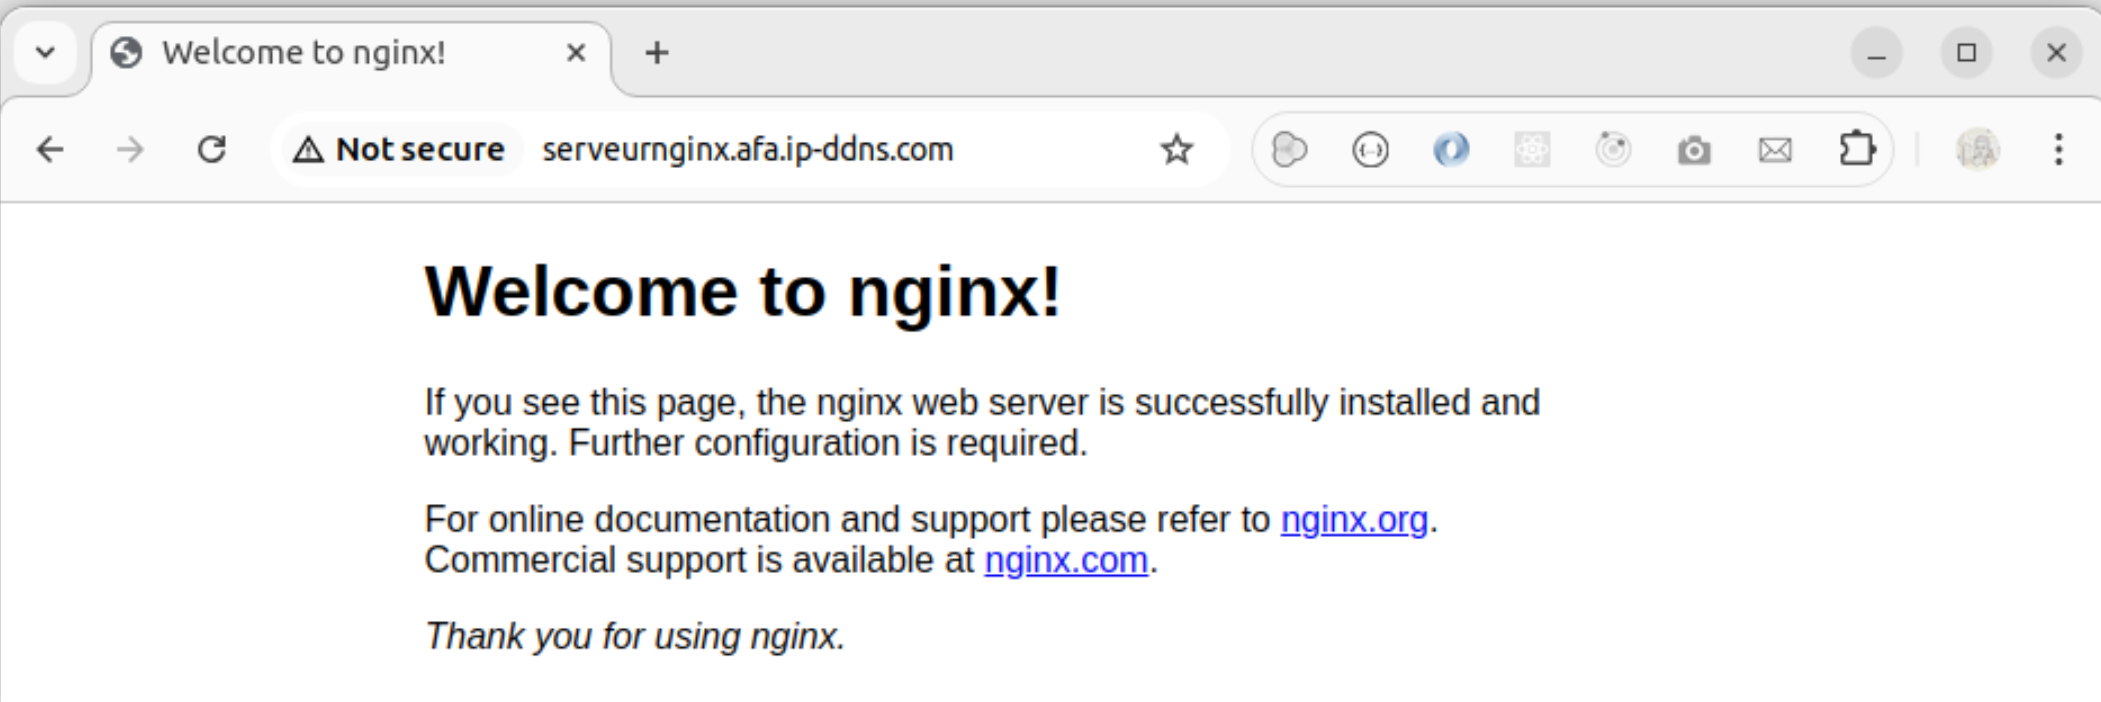 Welcome to nginx!
Not secure serveurnginx.afa.ip-ddns.com
Welcome to nginx!
If you see this page, the nginx web server is successfully installed and
working. Further configuration is required.
For online documentation and support please refer to nginx.org.
Commercial support is available at nginx.com.
Thank you for using nginx.